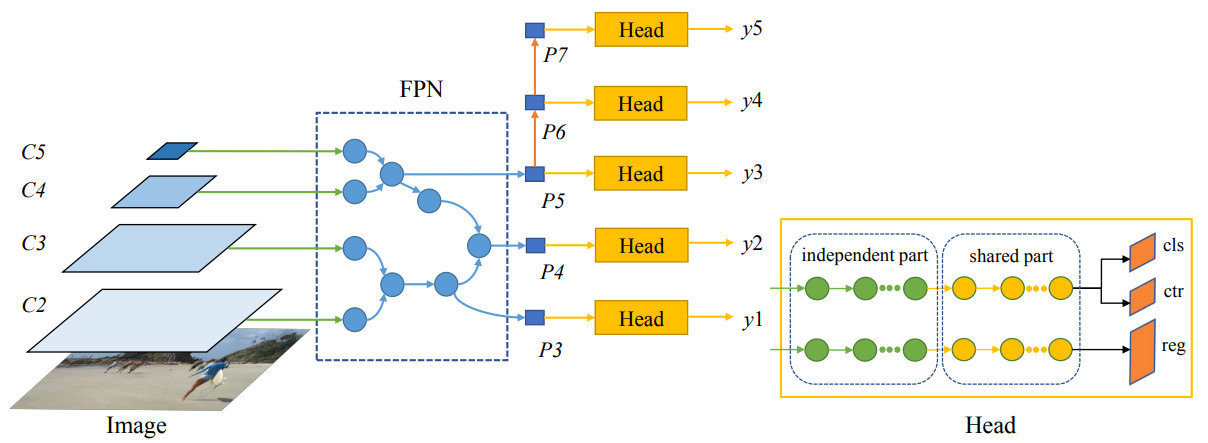 FPN
C5
C4
C3
C2
Image
P7
P6
P5
P4
P3
Head
Head
Head
Head
Head
y5
y4
y3
y2
y1
independent part
shared part
cls
ctr
reg
Head